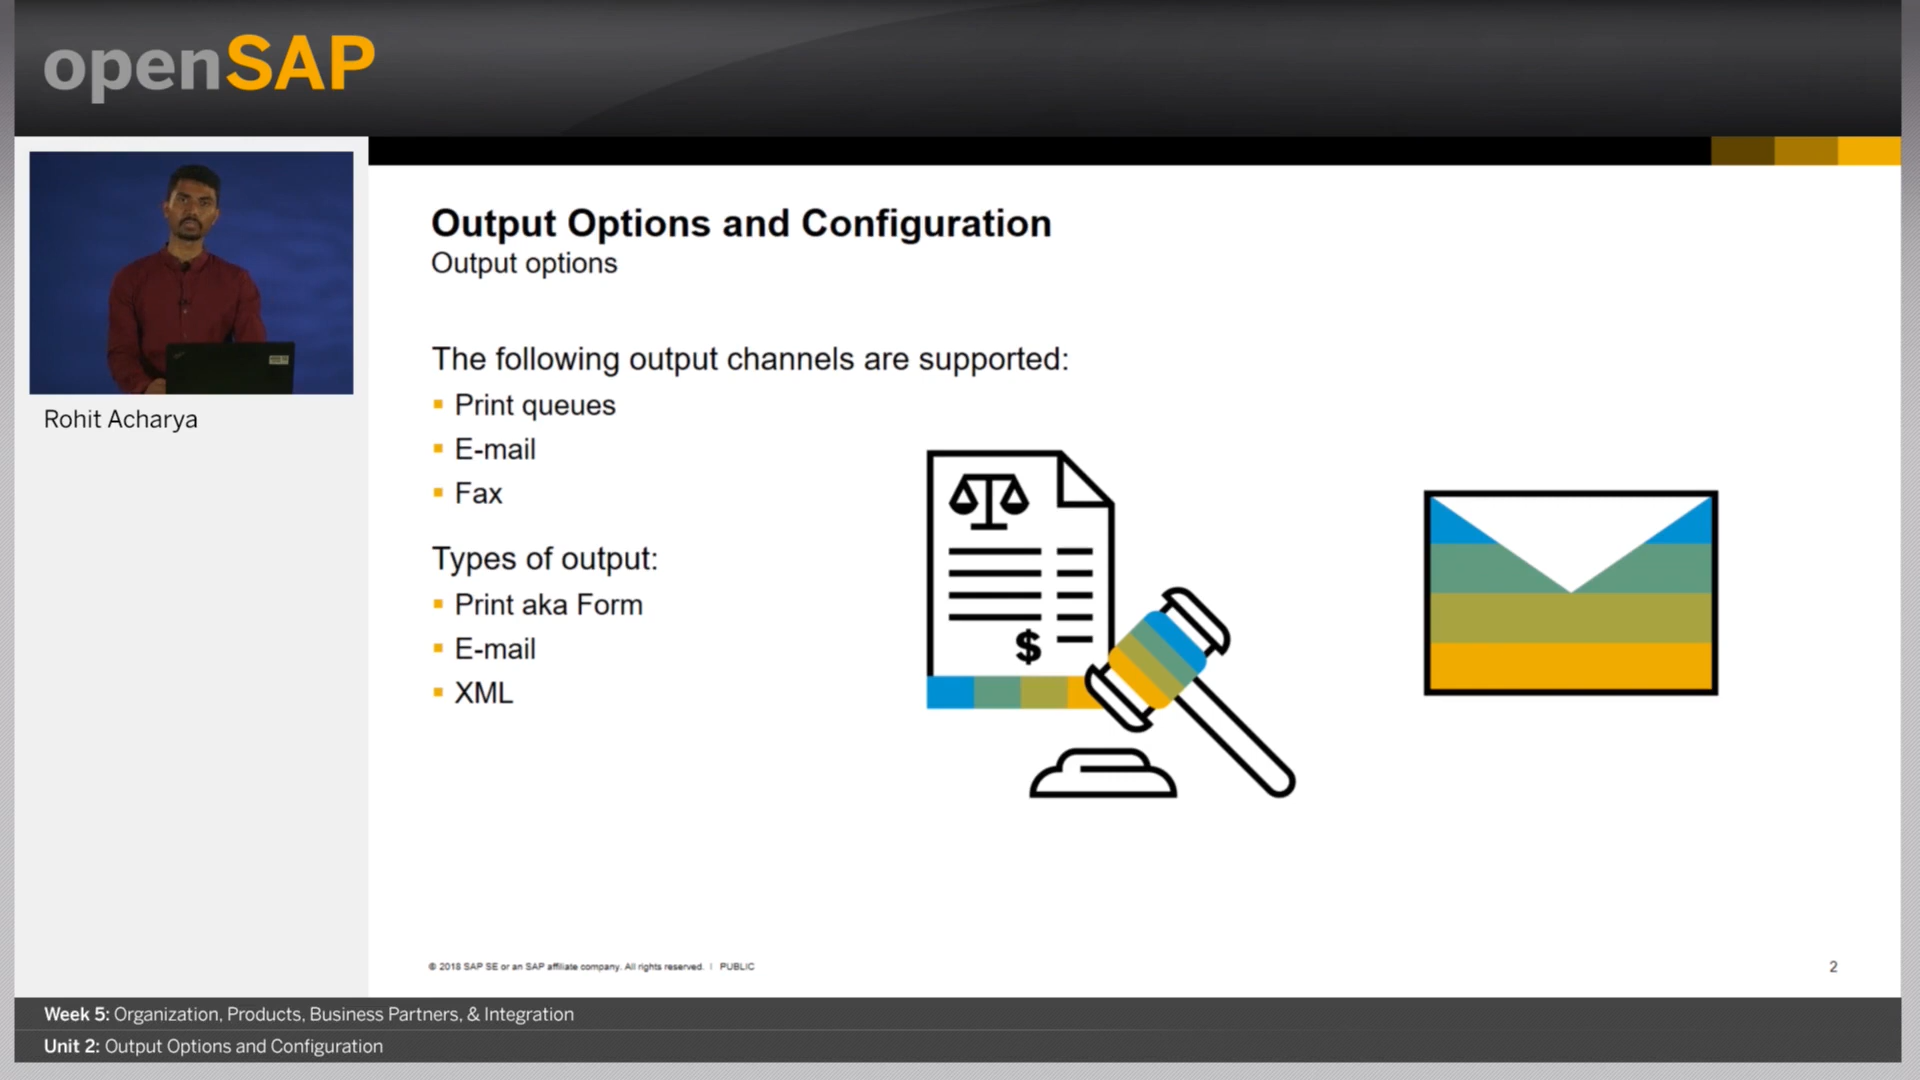 openSAP
Rohit Acharya
Output Options and Configuration
Output options
The following output channels are supported:
Print queues
E-mail
Fax
Types of output:
Print aka Form
E-mail
XML
$
© 2018 SAP SE or an SAP affiliate company. All rights reserved. | PUBLIC
2
Week 5: Organization, Products, Business Partners, & Integration
Unit 2: Output Options and Configuration